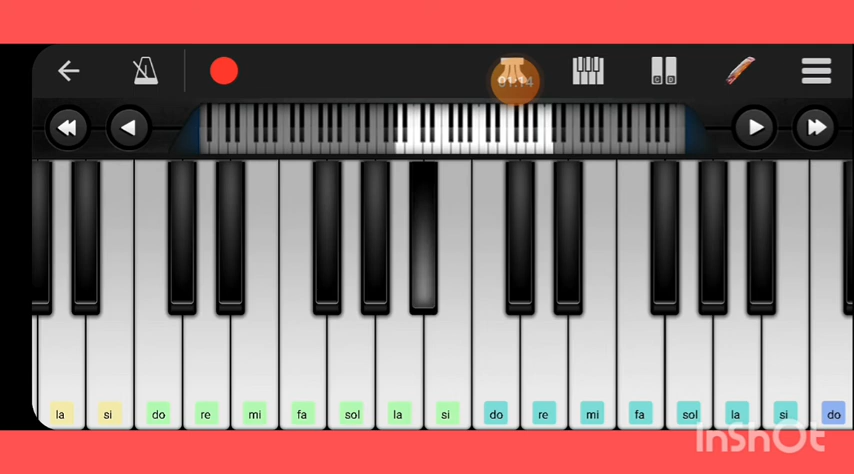 01:14
C D
la si do re mi fa sol la si do re mi fa sol la si do
InShOt